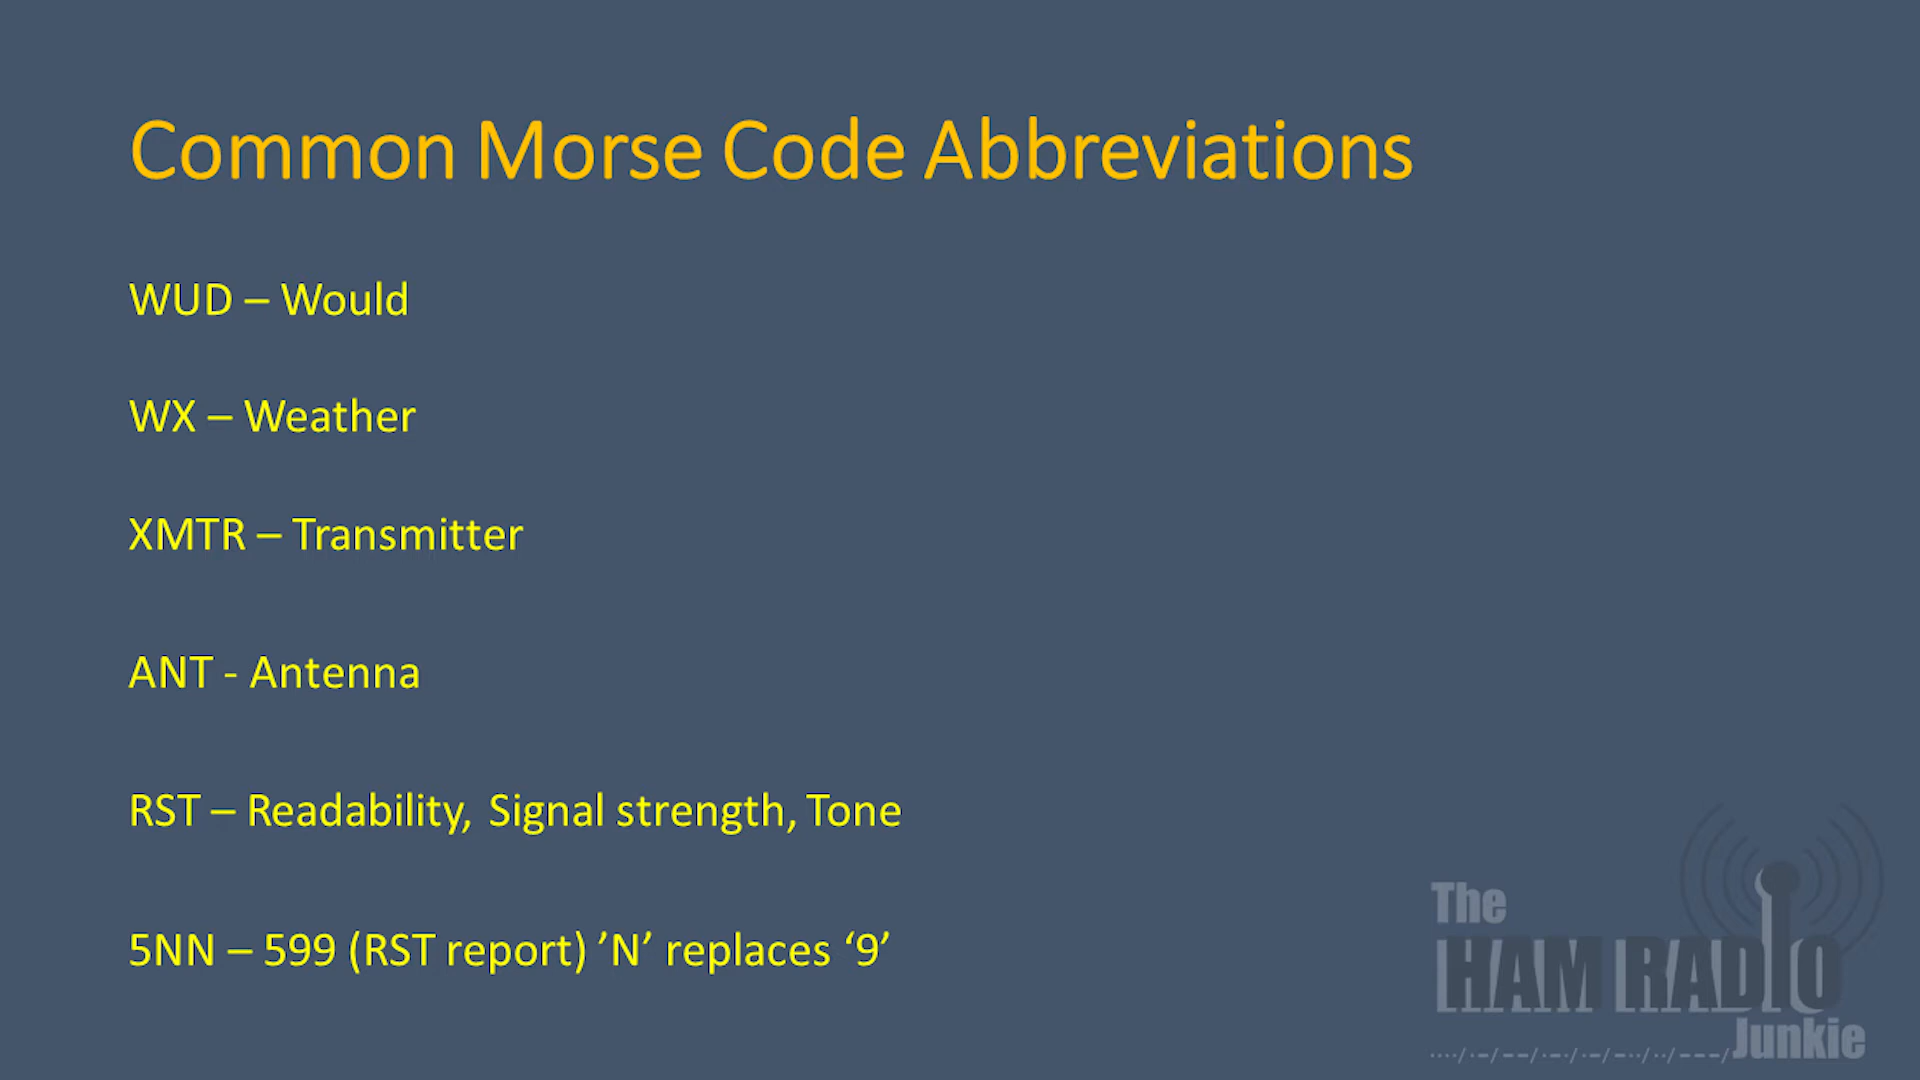 Common Morse Code Abbreviations
WUD – Would
WX – Weather
XMTR – Transmitter
ANT - Antenna
RST – Readability, Signal strength, Tone
5NN – 599 (RST report) ’N’ replaces ‘9’
The
HAM RADIO
Junkie
····/·–/––/·–·/·–/–··/··/–––/